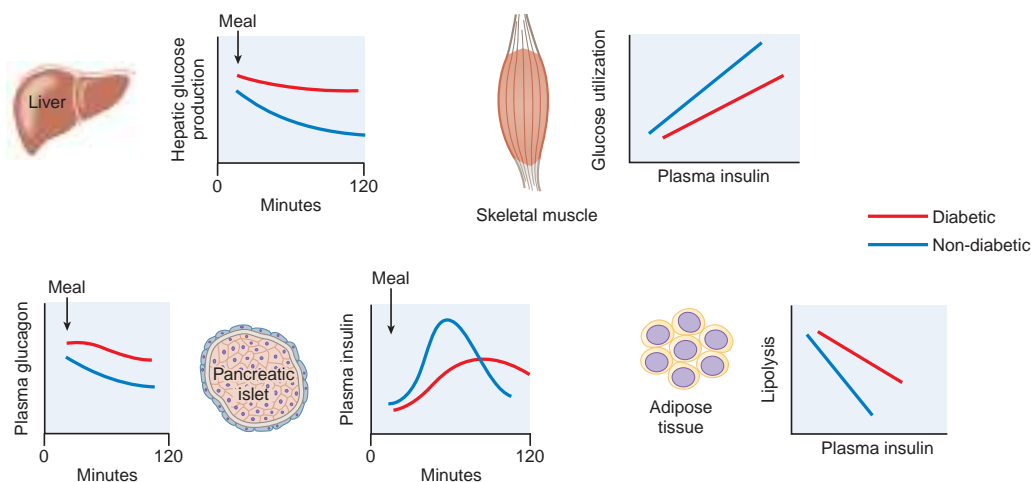 Meal
Liver
Hepatic glucose
production
0
120
Minutes
Skeletal muscle
Glucose utilization
Plasma insulin
Diabetic
Non-diabetic
Meal
Plasma glucagon
0
120
Minutes
Pancreatic
islet
Meal
Plasma insulin
0
120
Minutes
Adipose
tissue
Lipolysis
Plasma insulin